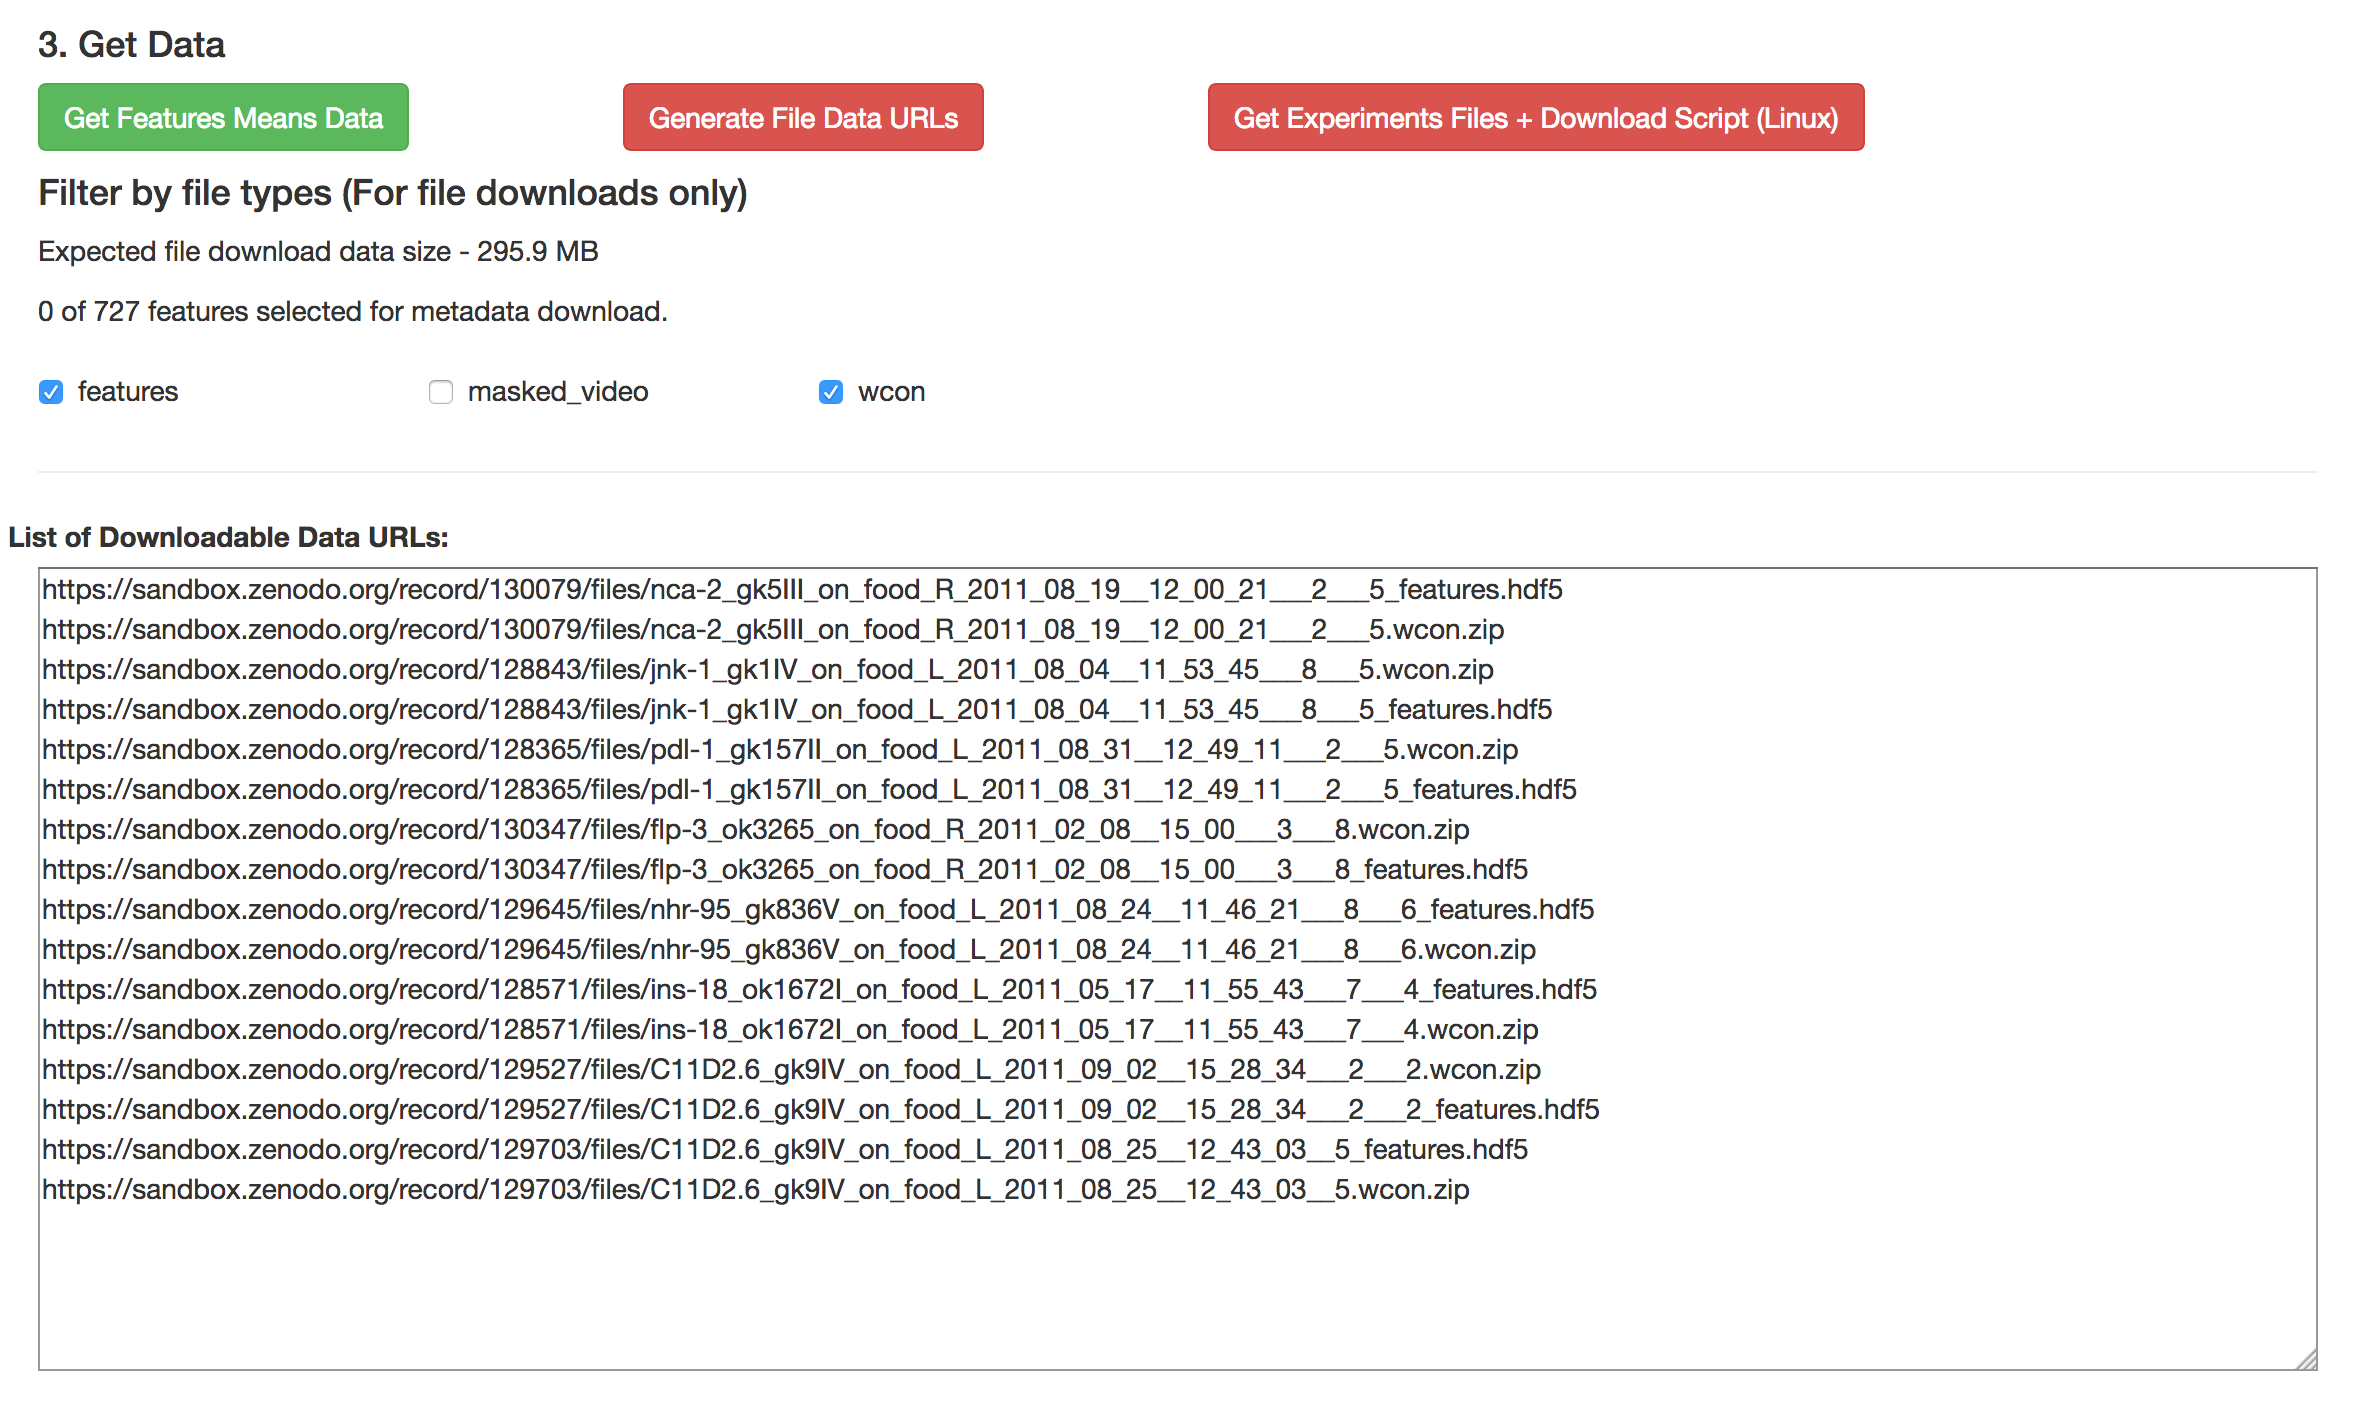 3. Get Data
Get Features Means Data
Generate File Data URLs
Get Experiments Files + Download Script (Linux)
Filter by file types (For file downloads only)
Expected file download data size - 295.9 MB
0 of 727 features selected for metadata download.
features
masked_video
wcon
List of Downloadable Data URLs:
https://sandbox.zenodo.org/record/130079/files/nca-2_gk5III_on_food_R_2011_08_19__12_00_21___2___5_features.hdf5
https://sandbox.zenodo.org/record/130079/files/nca-2_gk5III_on_food_R_2011_08_19__12_00_21___2___5.wcon.zip
https://sandbox.zenodo.org/record/128843/files/jnk-1_gk1IV_on_food_L_2011_08_04__11_53_45___8___5.wcon.zip
https://sandbox.zenodo.org/record/128843/files/jnk-1_gk1IV_on_food_L_2011_08_04__11_53_45___8___5_features.hdf5
https://sandbox.zenodo.org/record/128365/files/pdl-1_gk157II_on_food_L_2011_08_31__12_49_11___2___5.wcon.zip
https://sandbox.zenodo.org/record/128365/files/pdl-1_gk157II_on_food_L_2011_08_31__12_49_11___2___5_features.hdf5
https://sandbox.zenodo.org/record/130347/files/flp-3_ok3265_on_food_R_2011_02_08__15_00___3___8.wcon.zip
https://sandbox.zenodo.org/record/130347/files/flp-3_ok3265_on_food_R_2011_02_08__15_00___3___8_features.hdf5
https://sandbox.zenodo.org/record/129645/files/nhr-95_gk836V_on_food_L_2011_08_24__11_46_21___8___6_features.hdf5
https://sandbox.zenodo.org/record/129645/files/nhr-95_gk836V_on_food_L_2011_08_24__11_46_21___8___6.wcon.zip
https://sandbox.zenodo.org/record/128571/files/ins-18_ok1672I_on_food_L_2011_05_17__11_55_43___7___4_features.hdf5
https://sandbox.zenodo.org/record/128571/files/ins-18_ok1672I_on_food_L_2011_05_17__11_55_43___7___4.wcon.zip
https://sandbox.zenodo.org/record/129527/files/C11D2.6_gk9IV_on_food_L_2011_09_02__15_28_34___2___2.wcon.zip
https://sandbox.zenodo.org/record/129527/files/C11D2.6_gk9IV_on_food_L_2011_09_02__15_28_34___2___2_features.hdf5
https://sandbox.zenodo.org/record/129703/files/C11D2.6_gk9IV_on_food_L_2011_08_25__12_43_03__5_features.hdf5
https://sandbox.zenodo.org/record/129703/files/C11D2.6_gk9IV_on_food_L_2011_08_25__12_43_03__5.wcon.zip